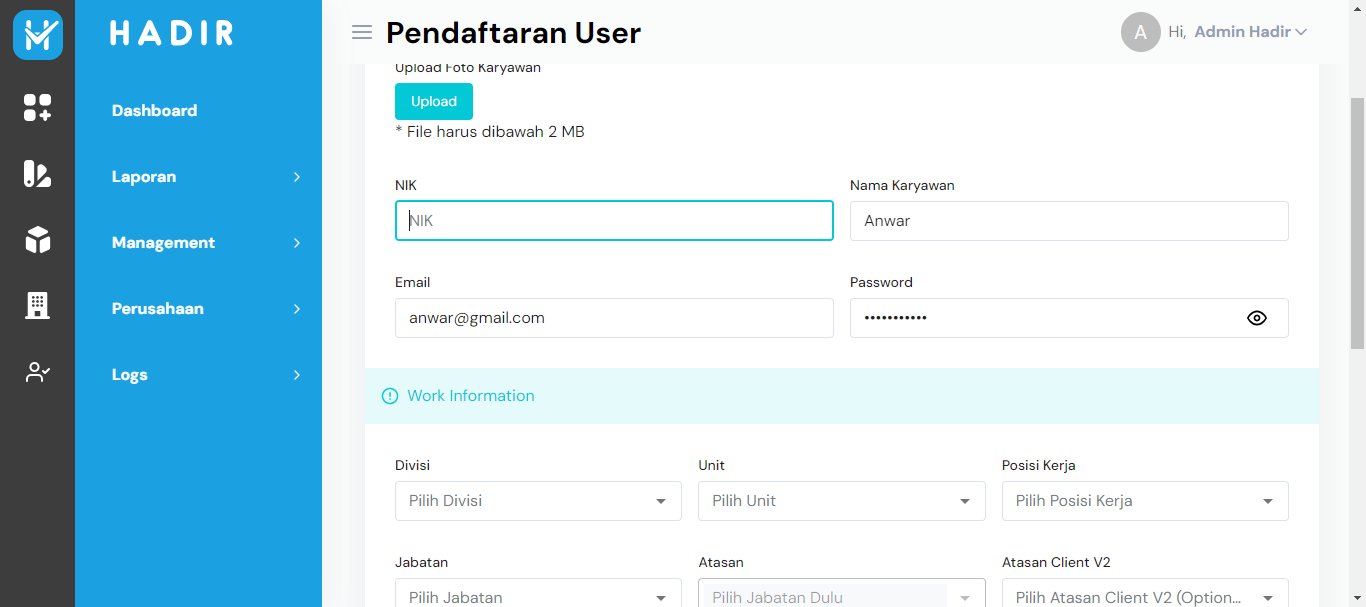 HADIR
Pendaftaran User
A Hi, Admin Hadir
Dashboard
Laporan
Management
Perusahaan
Logs
Upload Foto Karyawan
Upload
* File harus dibawah 2 MB
NIK Nama Karyawan
NIK Anwar
Email Password
anwar@gmail.com •••••••••••
Work Information
Divisi Unit Posisi Kerja
Pilih Divisi Pilih Unit Pilih Posisi Kerja
Jabatan Atasan Atasan Client V2
Pilih Jabatan Pilih Jabatan Dulu Pilih Atasan Client V2 (Option...